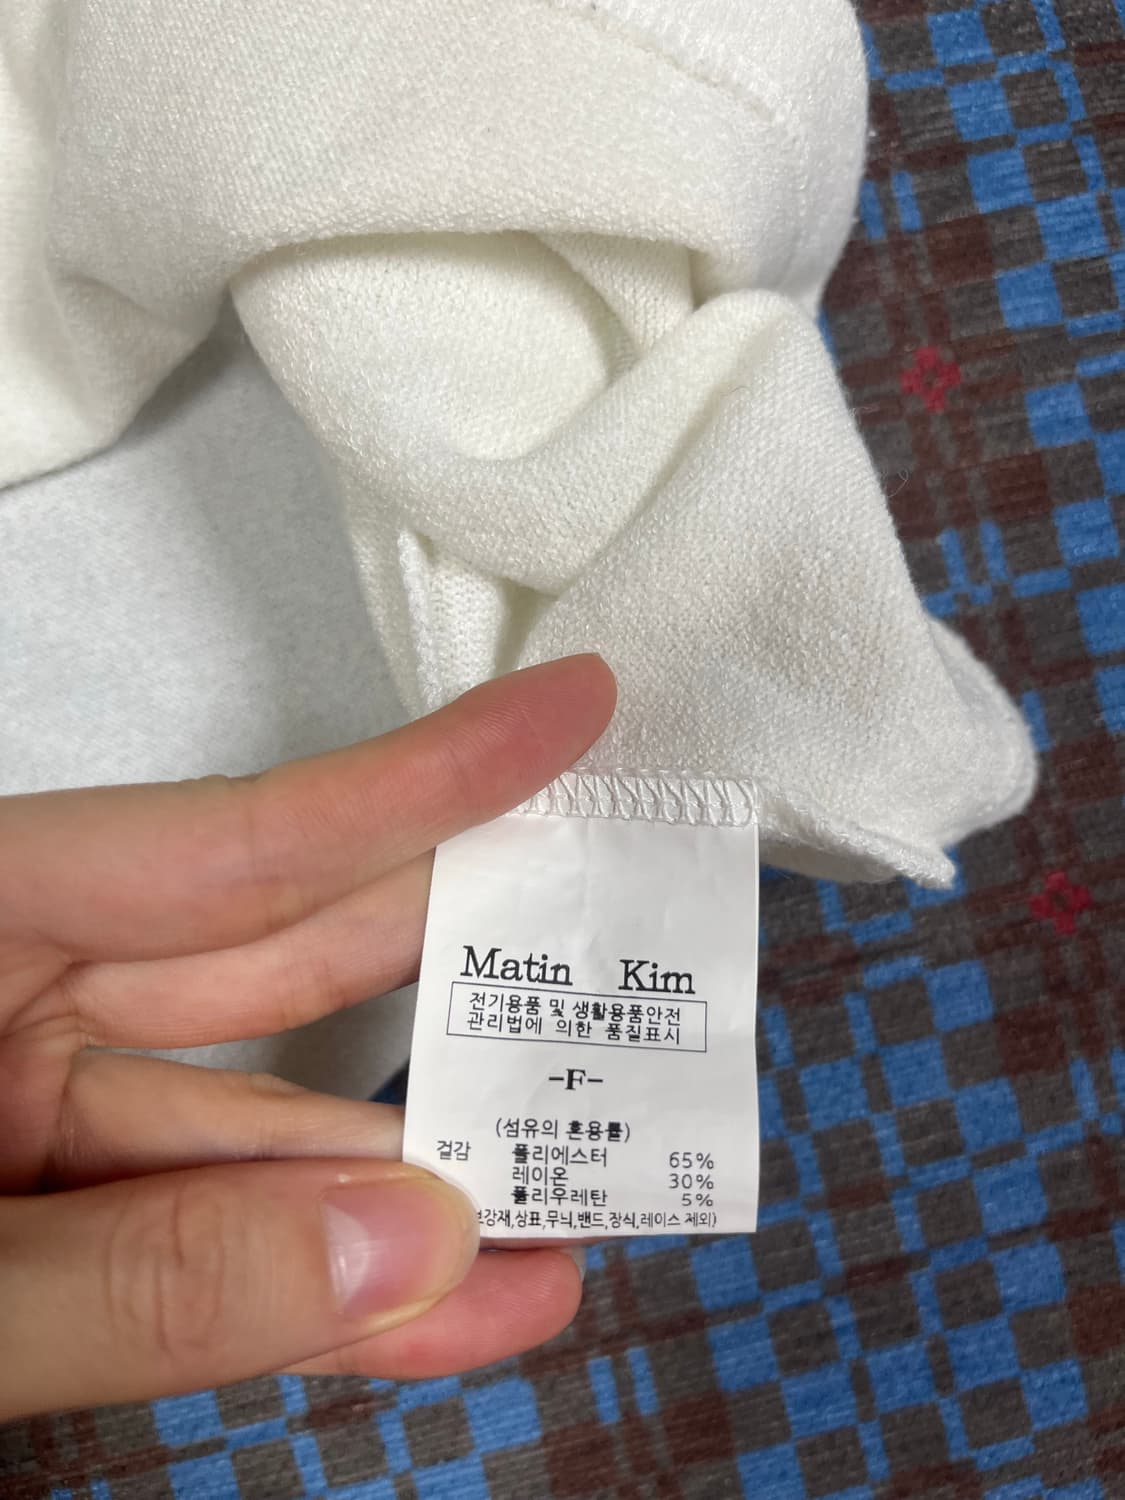 Matin Kim
전기용품 및 생활용품안전
관리법에 의한 품질표시
-F-
(섬유의 혼용률)
겉감 폴리에스터 65%
레이온 30%
폴리우레탄 5%
강재,상표,무늬,밴드,장식,레이스 제외)